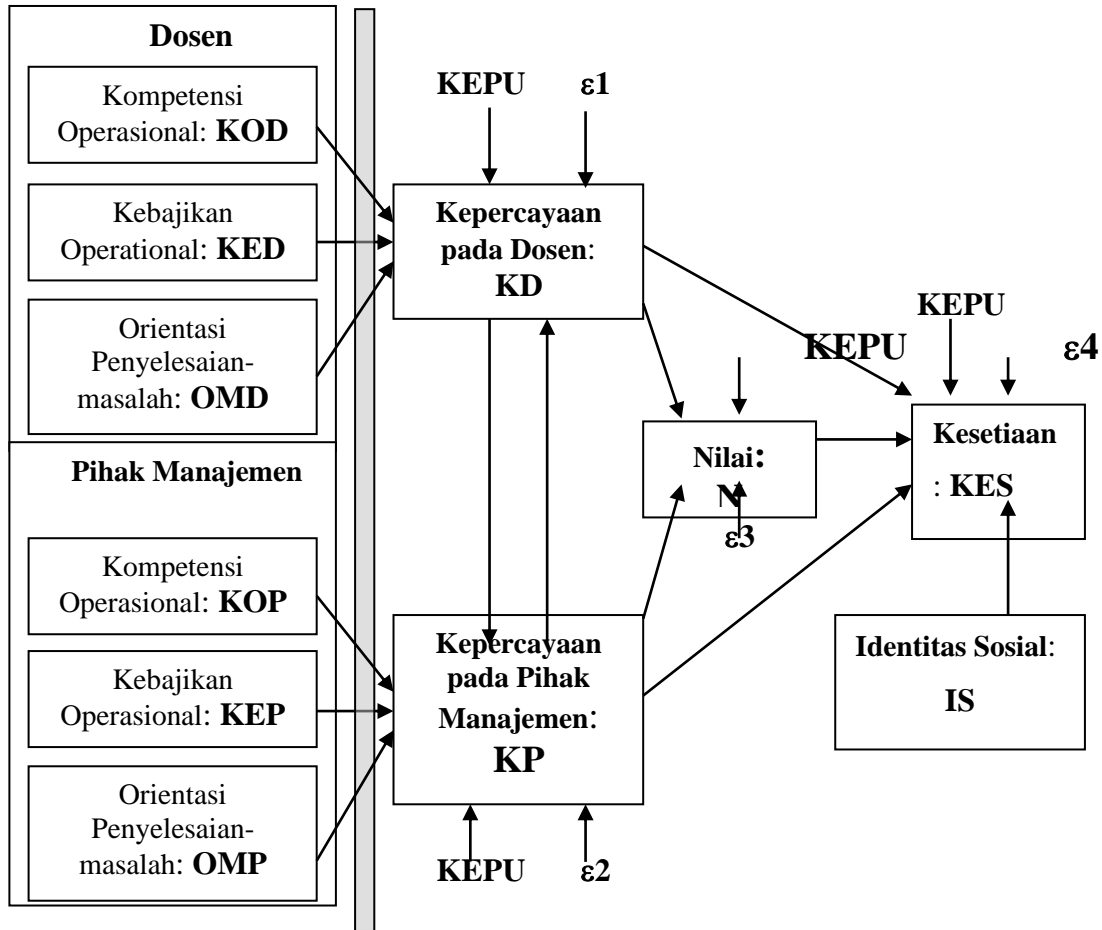 Dosen
Kompetensi
Operasional: KOD
Kebajikan
Operational: KED
Orientasi
Penyelesaian-
masalah: OMD
Pihak Manajemen
Kompetensi
Operasional: KOP
Kebajikan
Operasional: KEP
Orientasi
Penyelesaian-
masalah: OMP
KEPU ε1
Kepercayaan
pada Dosen:
KD
Kepercayaan
pada Pihak
Manajemen:
KP
KEPU ε2
KEPU
Nilai:
N
ε3
KEPU
ε4
Kesetiaan
: KES
Identitas Sosial:
IS